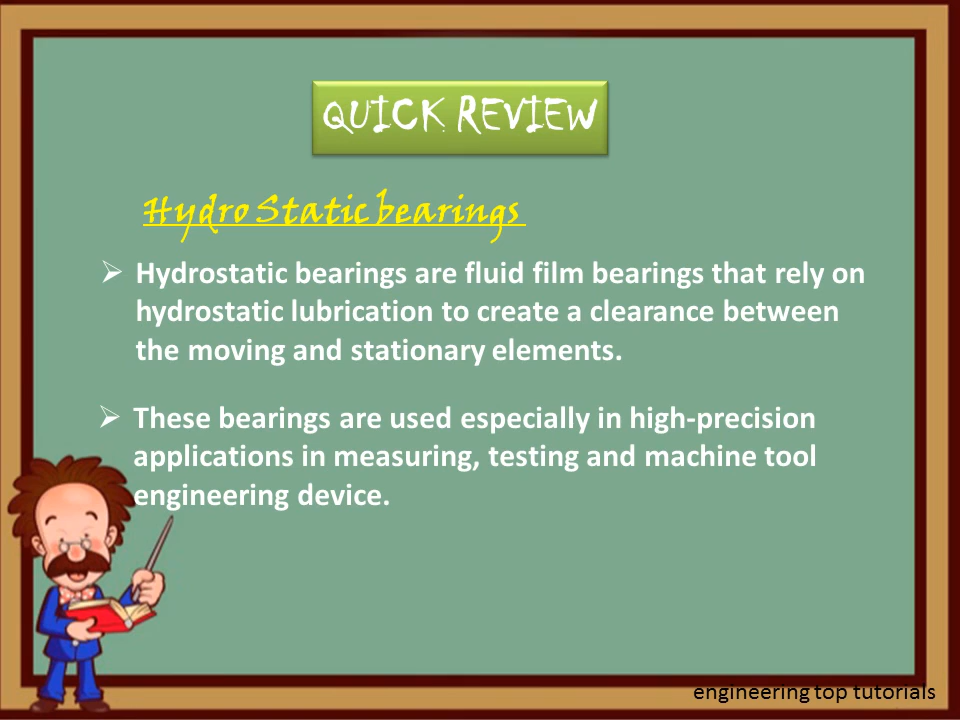 QUICK REVIEW
Hydro Static bearings
➢ Hydrostatic bearings are fluid film bearings that rely on
hydrostatic lubrication to create a clearance between
the moving and stationary elements.
➢ These bearings are used especially in high-precision
applications in measuring, testing and machine tool
engineering device.
engineering top tutorials